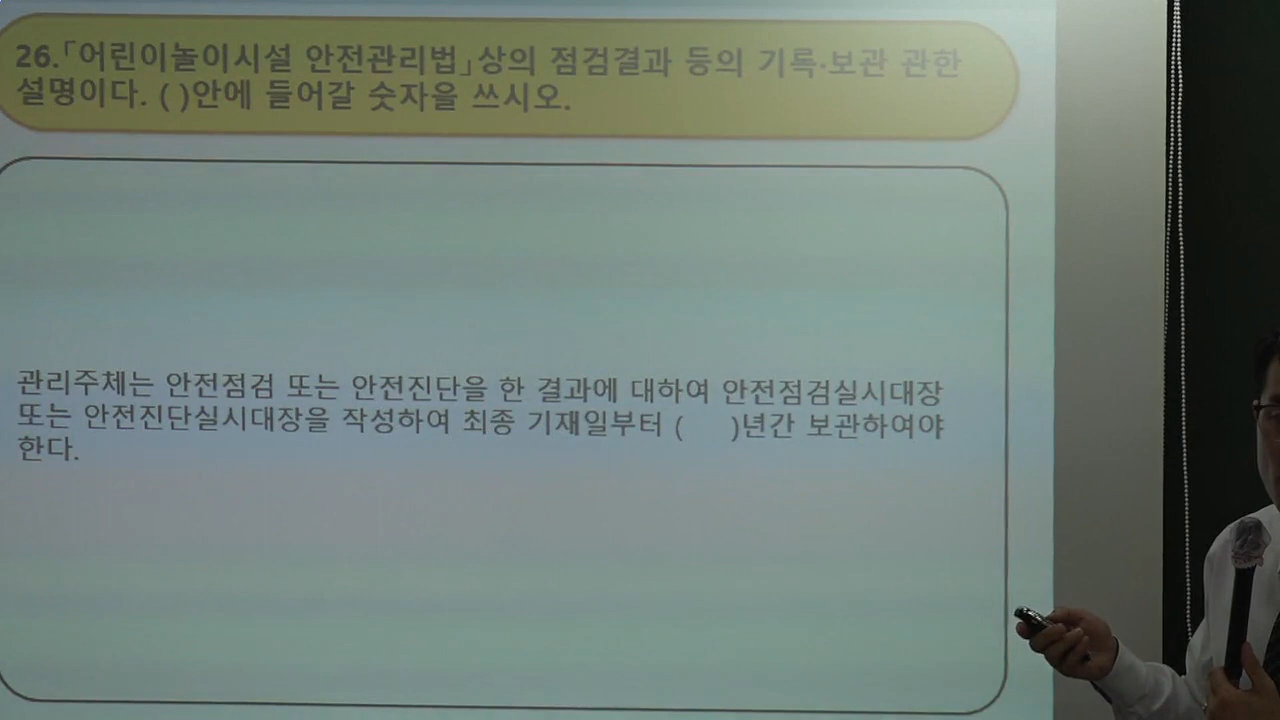 26.「어린이놀이시설 안전관리법」상의 점검결과 등의 기록·보관 관한
설명이다. ( )안에 들어갈 숫자을 쓰시오.
관리주체는 안전점검 또는 안전진단을 한 결과에 대하여 안전점검실시대장
또는 안전진단실시대장을 작성하여 최종 기재일부터 ( )년간 보관하여야
한다.